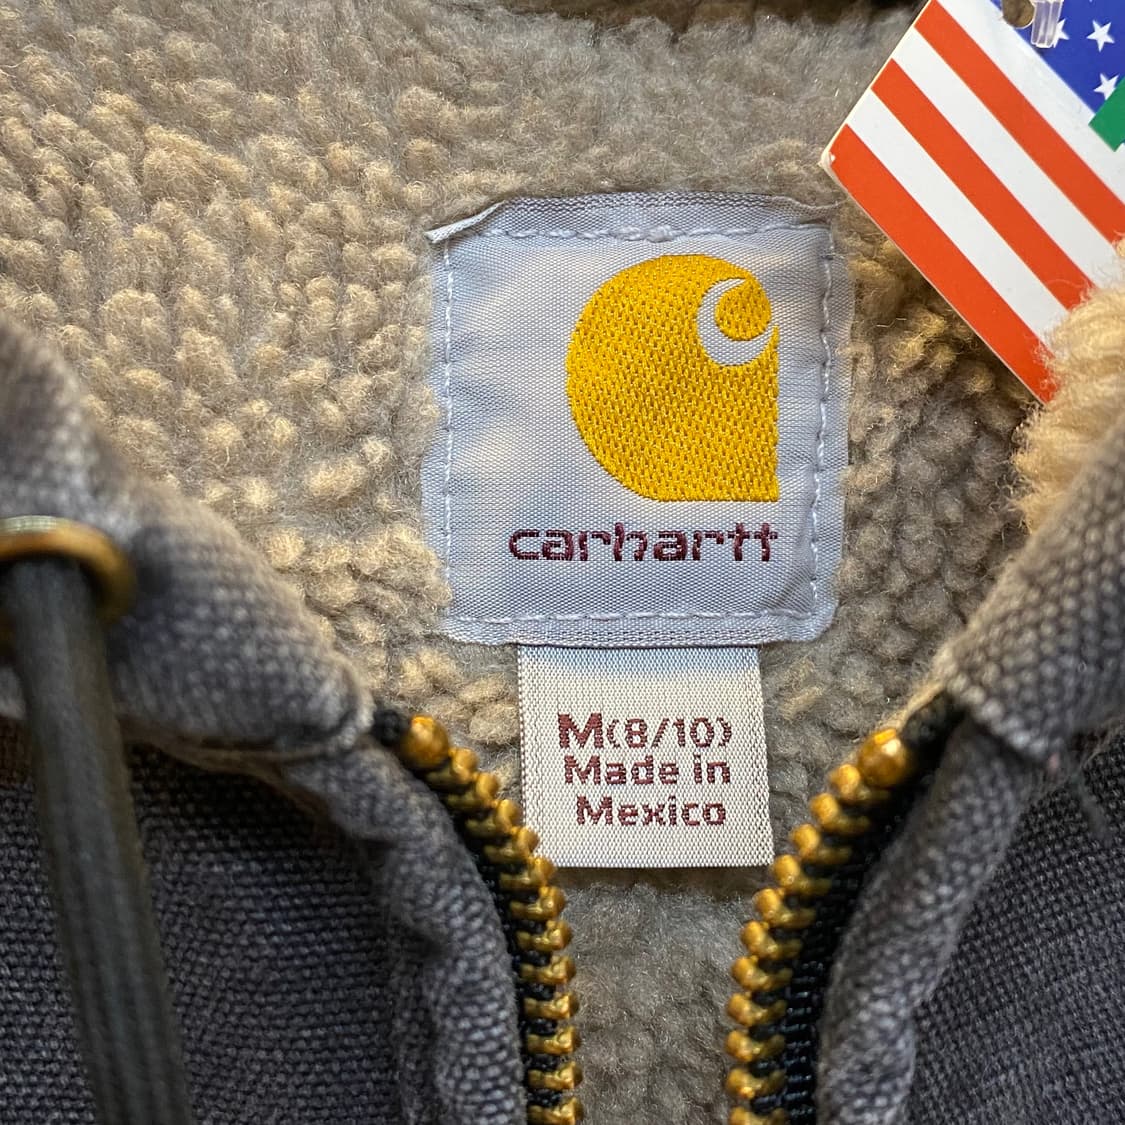 carhartt
M(8/10)
Made in
Mexico